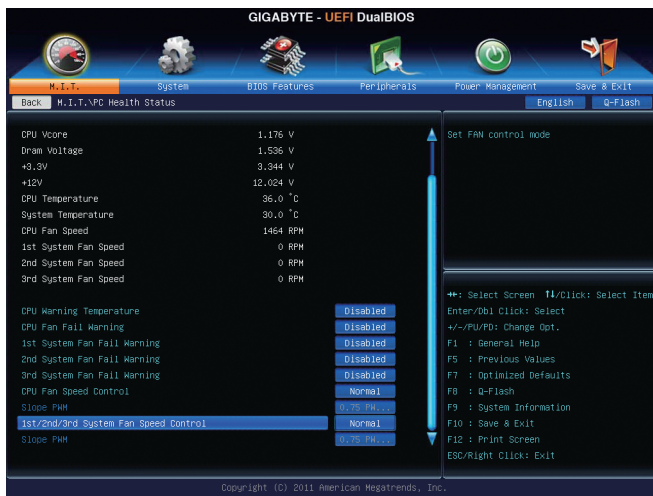 GIGABYTE - UEFI DualBIOS
M.I.T. System BIOS Features Peripherals Power Management Save & Exit
Back M.I.T.\PC Health Status English Q-Flash
CPU Vcore 1.176 V
Dram Voltage 1.536 V
+3.3V 3.344 V
+12V 12.024 V
CPU Temperature 36.0 °C
System Temperature 30.0 °C
CPU Fan Speed 1464 RPM
1st System Fan Speed 0 RPM
2nd System Fan Speed 0 RPM
3rd System Fan Speed 0 RPM
CPU Warning Temperature Disabled
CPU Fan Fail Warning Disabled
1st System Fan Fail Warning Disabled
2nd System Fan Fail Warning Disabled
3rd System Fan Fail Warning Disabled
CPU Fan Speed Control Normal
Slope PWM 0.75 PW...
1st/2nd/3rd System Fan Speed Control Normal
Slope PWM 0.75 PW...
Set FAN control mode
→←: Select Screen ↑↓/Click: Select Item
Enter/Dbl Click: Select
+/-/PU/PD: Change Opt.
F1 : General Help
F5 : Previous Values
F7 : Optimized Defaults
F8 : Q-Flash
F9 : System Information
F10 : Save & Exit
F12 : Print Screen
ESC/Right Click: Exit
Copyright (C) 2011 American Megatrends, Inc.